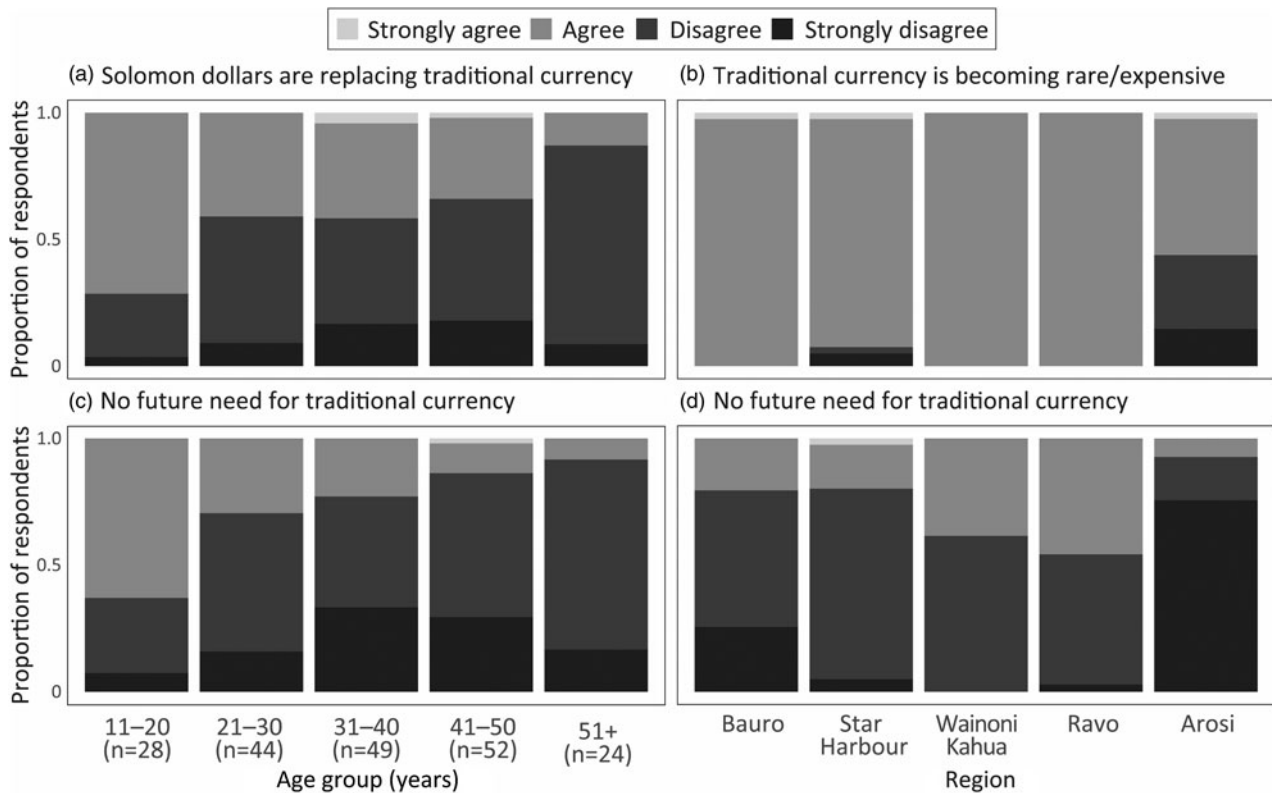 Strongly agree Agree Disagree Strongly disagree
(a) Solomon dollars are replacing traditional currency
(b) Traditional currency is becoming rare/expensive
Proportion of respondents
1.0
0.5
0
(c) No future need for traditional currency
(d) No future need for traditional currency
Proportion of respondents
1.0
0.5
0
11–20 21–30 31–40 41–50 51+
(n=28) (n=44) (n=49) (n=52) (n=24)
Age group (years)
Bauro Star Wainoni Ravo Arosi
Harbour Kahua
Region